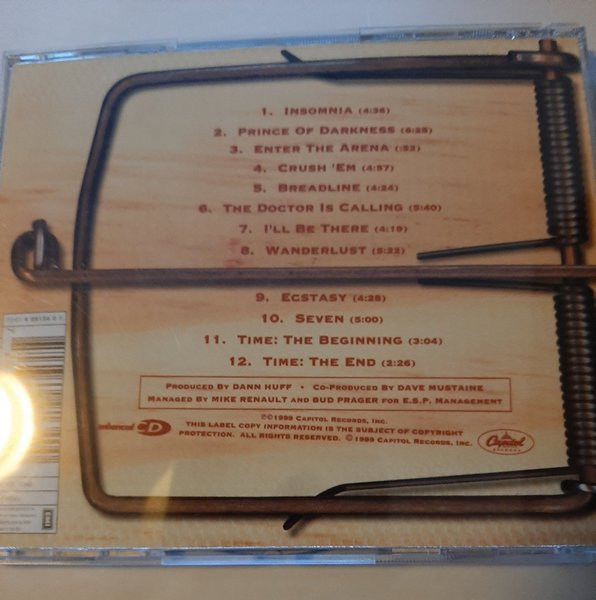 1. Insomnia (4:36)
2. Prince Of Darkness (6:25)
3. Enter The Arena (:52)
4. Crush 'Em (4:57)
5. Breadline (4:24)
6. The Doctor Is Calling (5:40)
7. I'll Be There (4:19)
8. Wanderlust (5:22)
9. Ecstasy (4:28)
10. Seven (5:00)
11. Time: The Beginning (3:04)
12. Time: The End (2:26)
Produced By Dann Huff • Co-Produced By Dave Mustaine
Managed By Mike Renault and Bud Prager for E.S.P. Management
℗©1999 Capitol Records, Inc.
enhanced CD
This label copy information is the subject of copyright
protection. All rights reserved. ©1999 Capitol Records, Inc.
Capitol
RECORDS
EMI